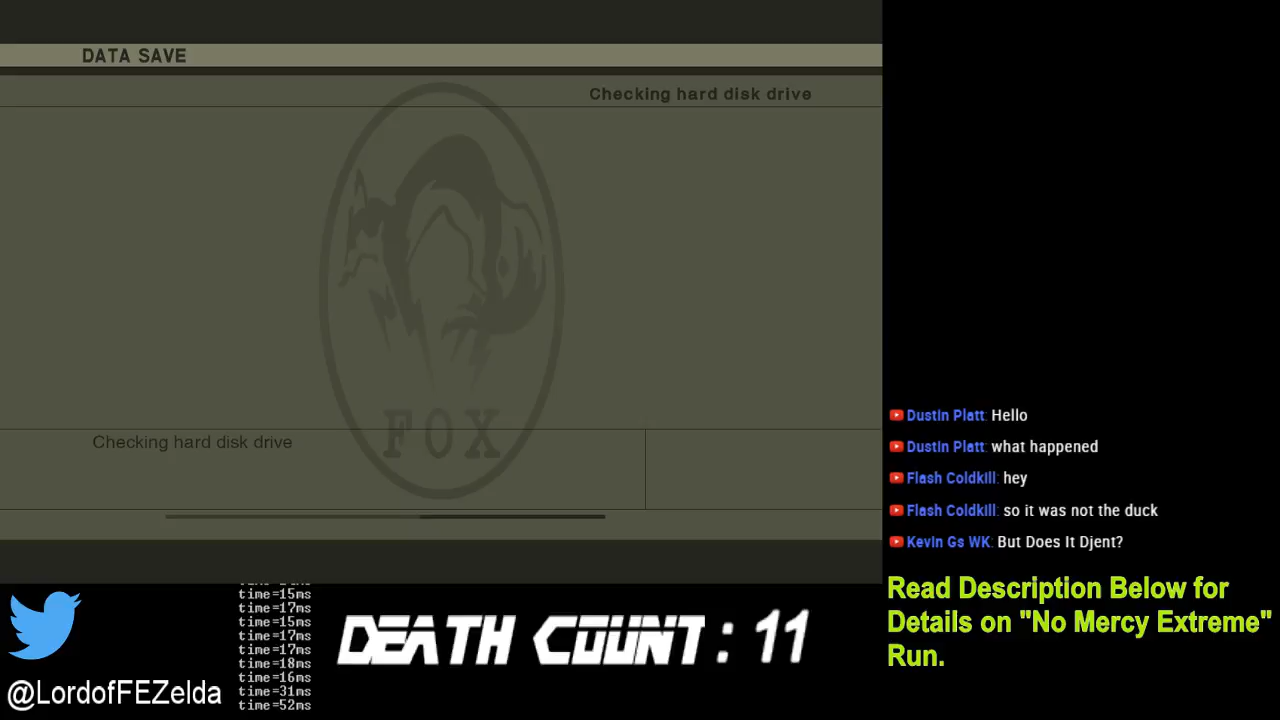 DATA SAVE
Checking hard disk drive
FOX
Checking hard disk drive
Dustin Platt: Hello
Dustin Platt: what happened
Flash Coldkill: hey
Flash Coldkill: so it was not the duck
Kevin Gs WK: But Does It Djent?
Read Description Below for
Details on "No Mercy Extreme"
Run.
time=15ms
time=17ms
time=15ms
time=17ms
time=17ms
time=18ms
time=16ms
time=31ms
time=52ms
DEATH COUNT: 11
@LordofFEZelda